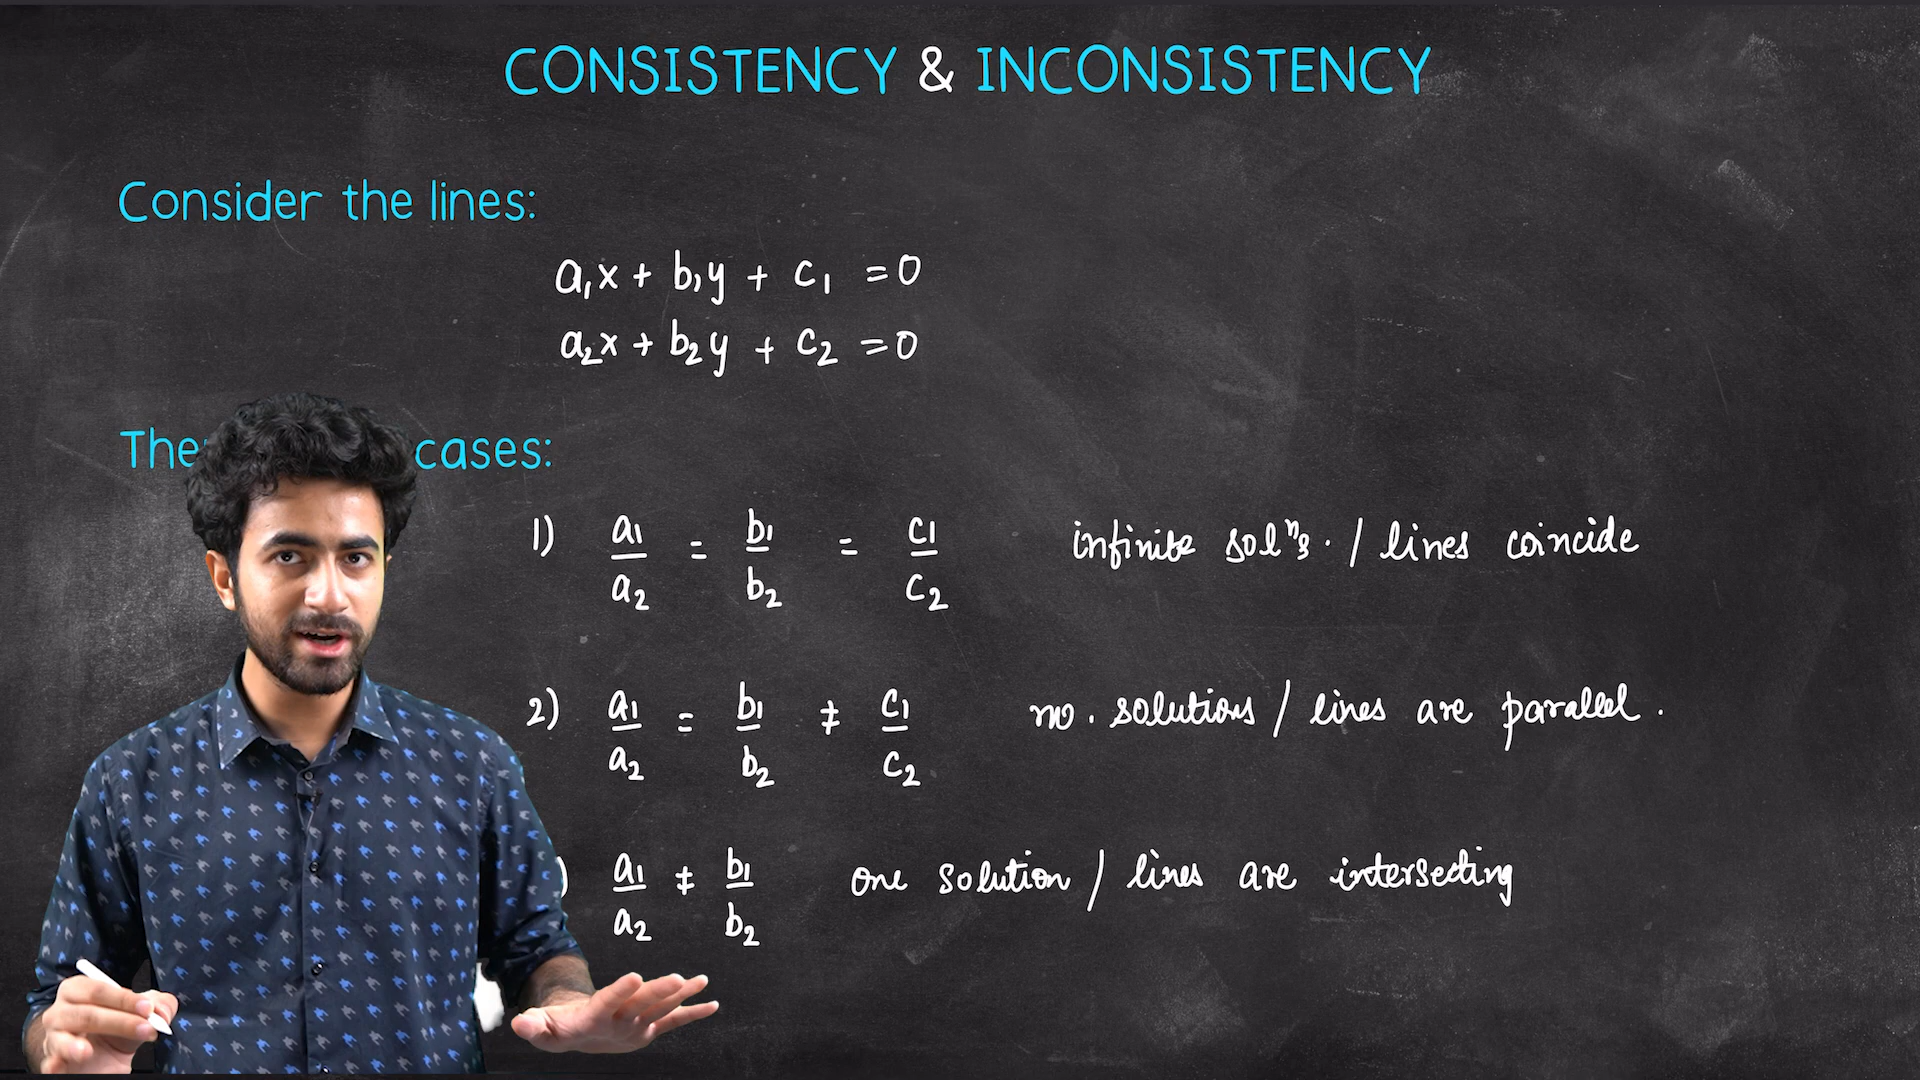 CONSISTENCY & INCONSISTENCY
Consider the lines:
a₁x + b₁y + c₁ = 0
a₂x + b₂y + c₂ = 0
cases:
1) a₁/a₂ = b₁/b₂ = c₁/c₂ infinite solⁿs. / lines coincide
2) a₁/a₂ = b₁/b₂ ≠ c₁/c₂ no. solutions / lines are parallel.
) a₁/a₂ ≠ b₁/b₂ one solution / lines are intersecting